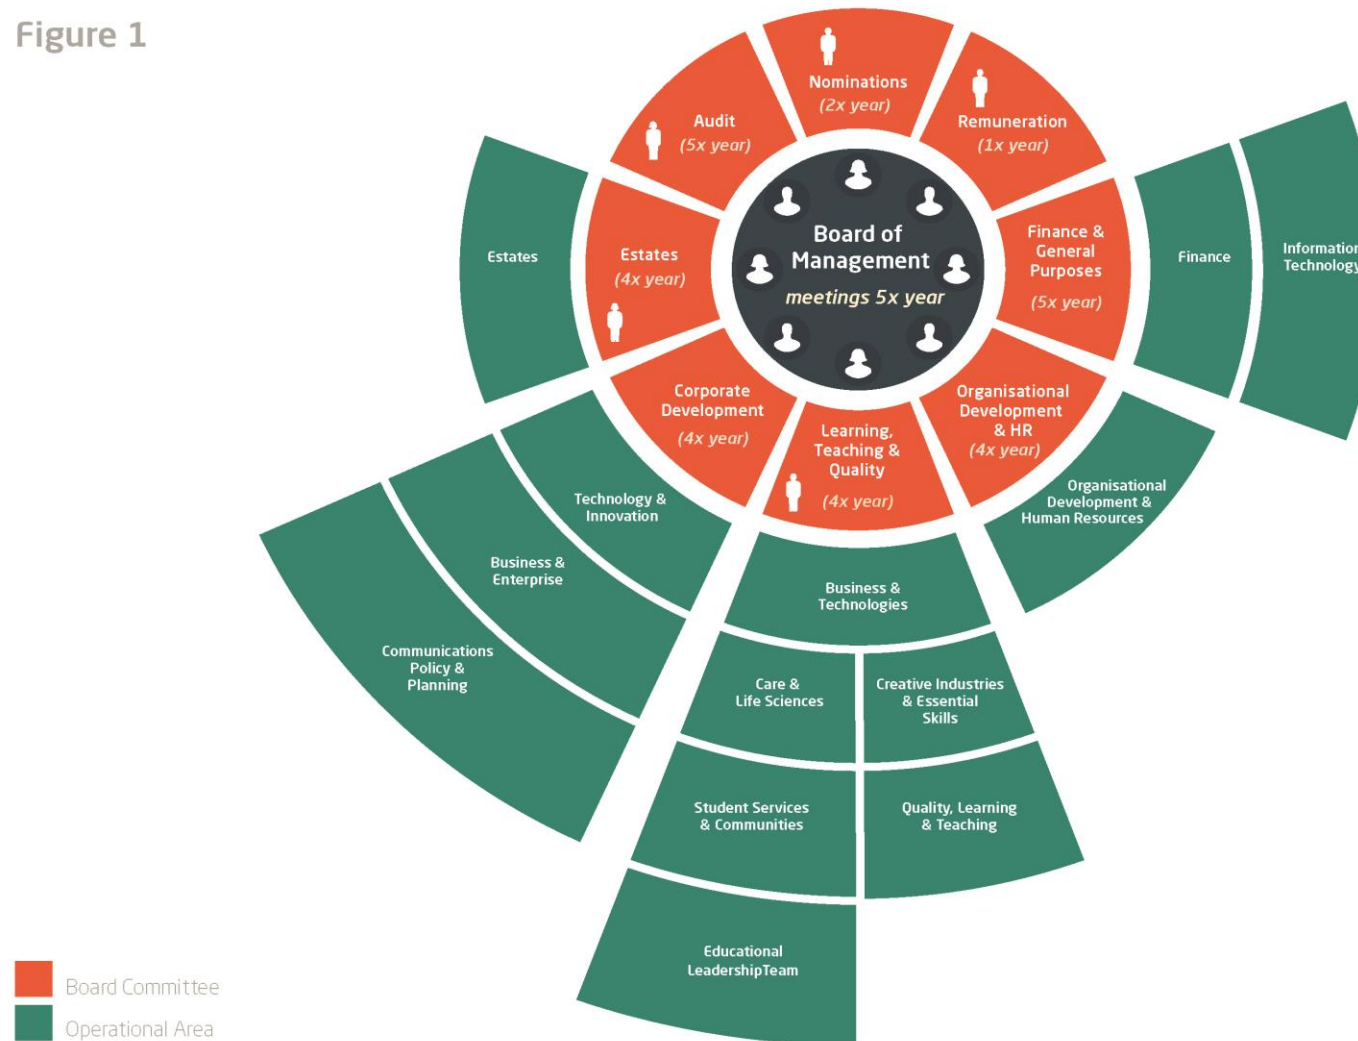 Figure 1
Nominations
(2x year)
Audit
(5x year)
Remuneration
(1x year)
Estates
Estates
(4x year)
Board of
Management
meetings 5x year
Finance &
General
Purposes
(5x year)
Finance
Information
Technology
Corporate
Development
(4x year)
Learning,
Teaching &
Quality
(4x year)
Organisational
Development
& HR
(4x year)
Technology &
Innovation
Business &
Enterprise
Communications
Policy &
Planning
Organisational
Development &
Human Resources
Business &
Technologies
Care &
Life Sciences
Creative Industries
& Essential
Skills
Student Services
& Communities
Quality, Learning
& Teaching
Educational
LeadershipTeam
Board Committee
Operational Area